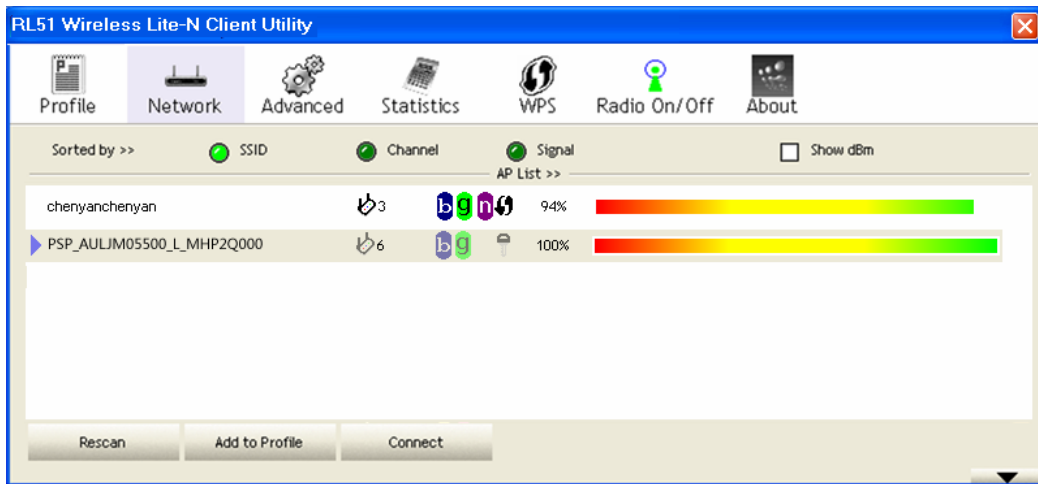 RL51 Wireless Lite-N Client Utility
Profile Network Advanced Statistics WPS Radio On/Off About
Sorted by >> SSID Channel Signal Show dBm
AP List >>
chenyanchenyan 3 b g n 94%
PSP_AULJM05500_L_MHP2Q000 6 b g 100%
Rescan Add to Profile Connect